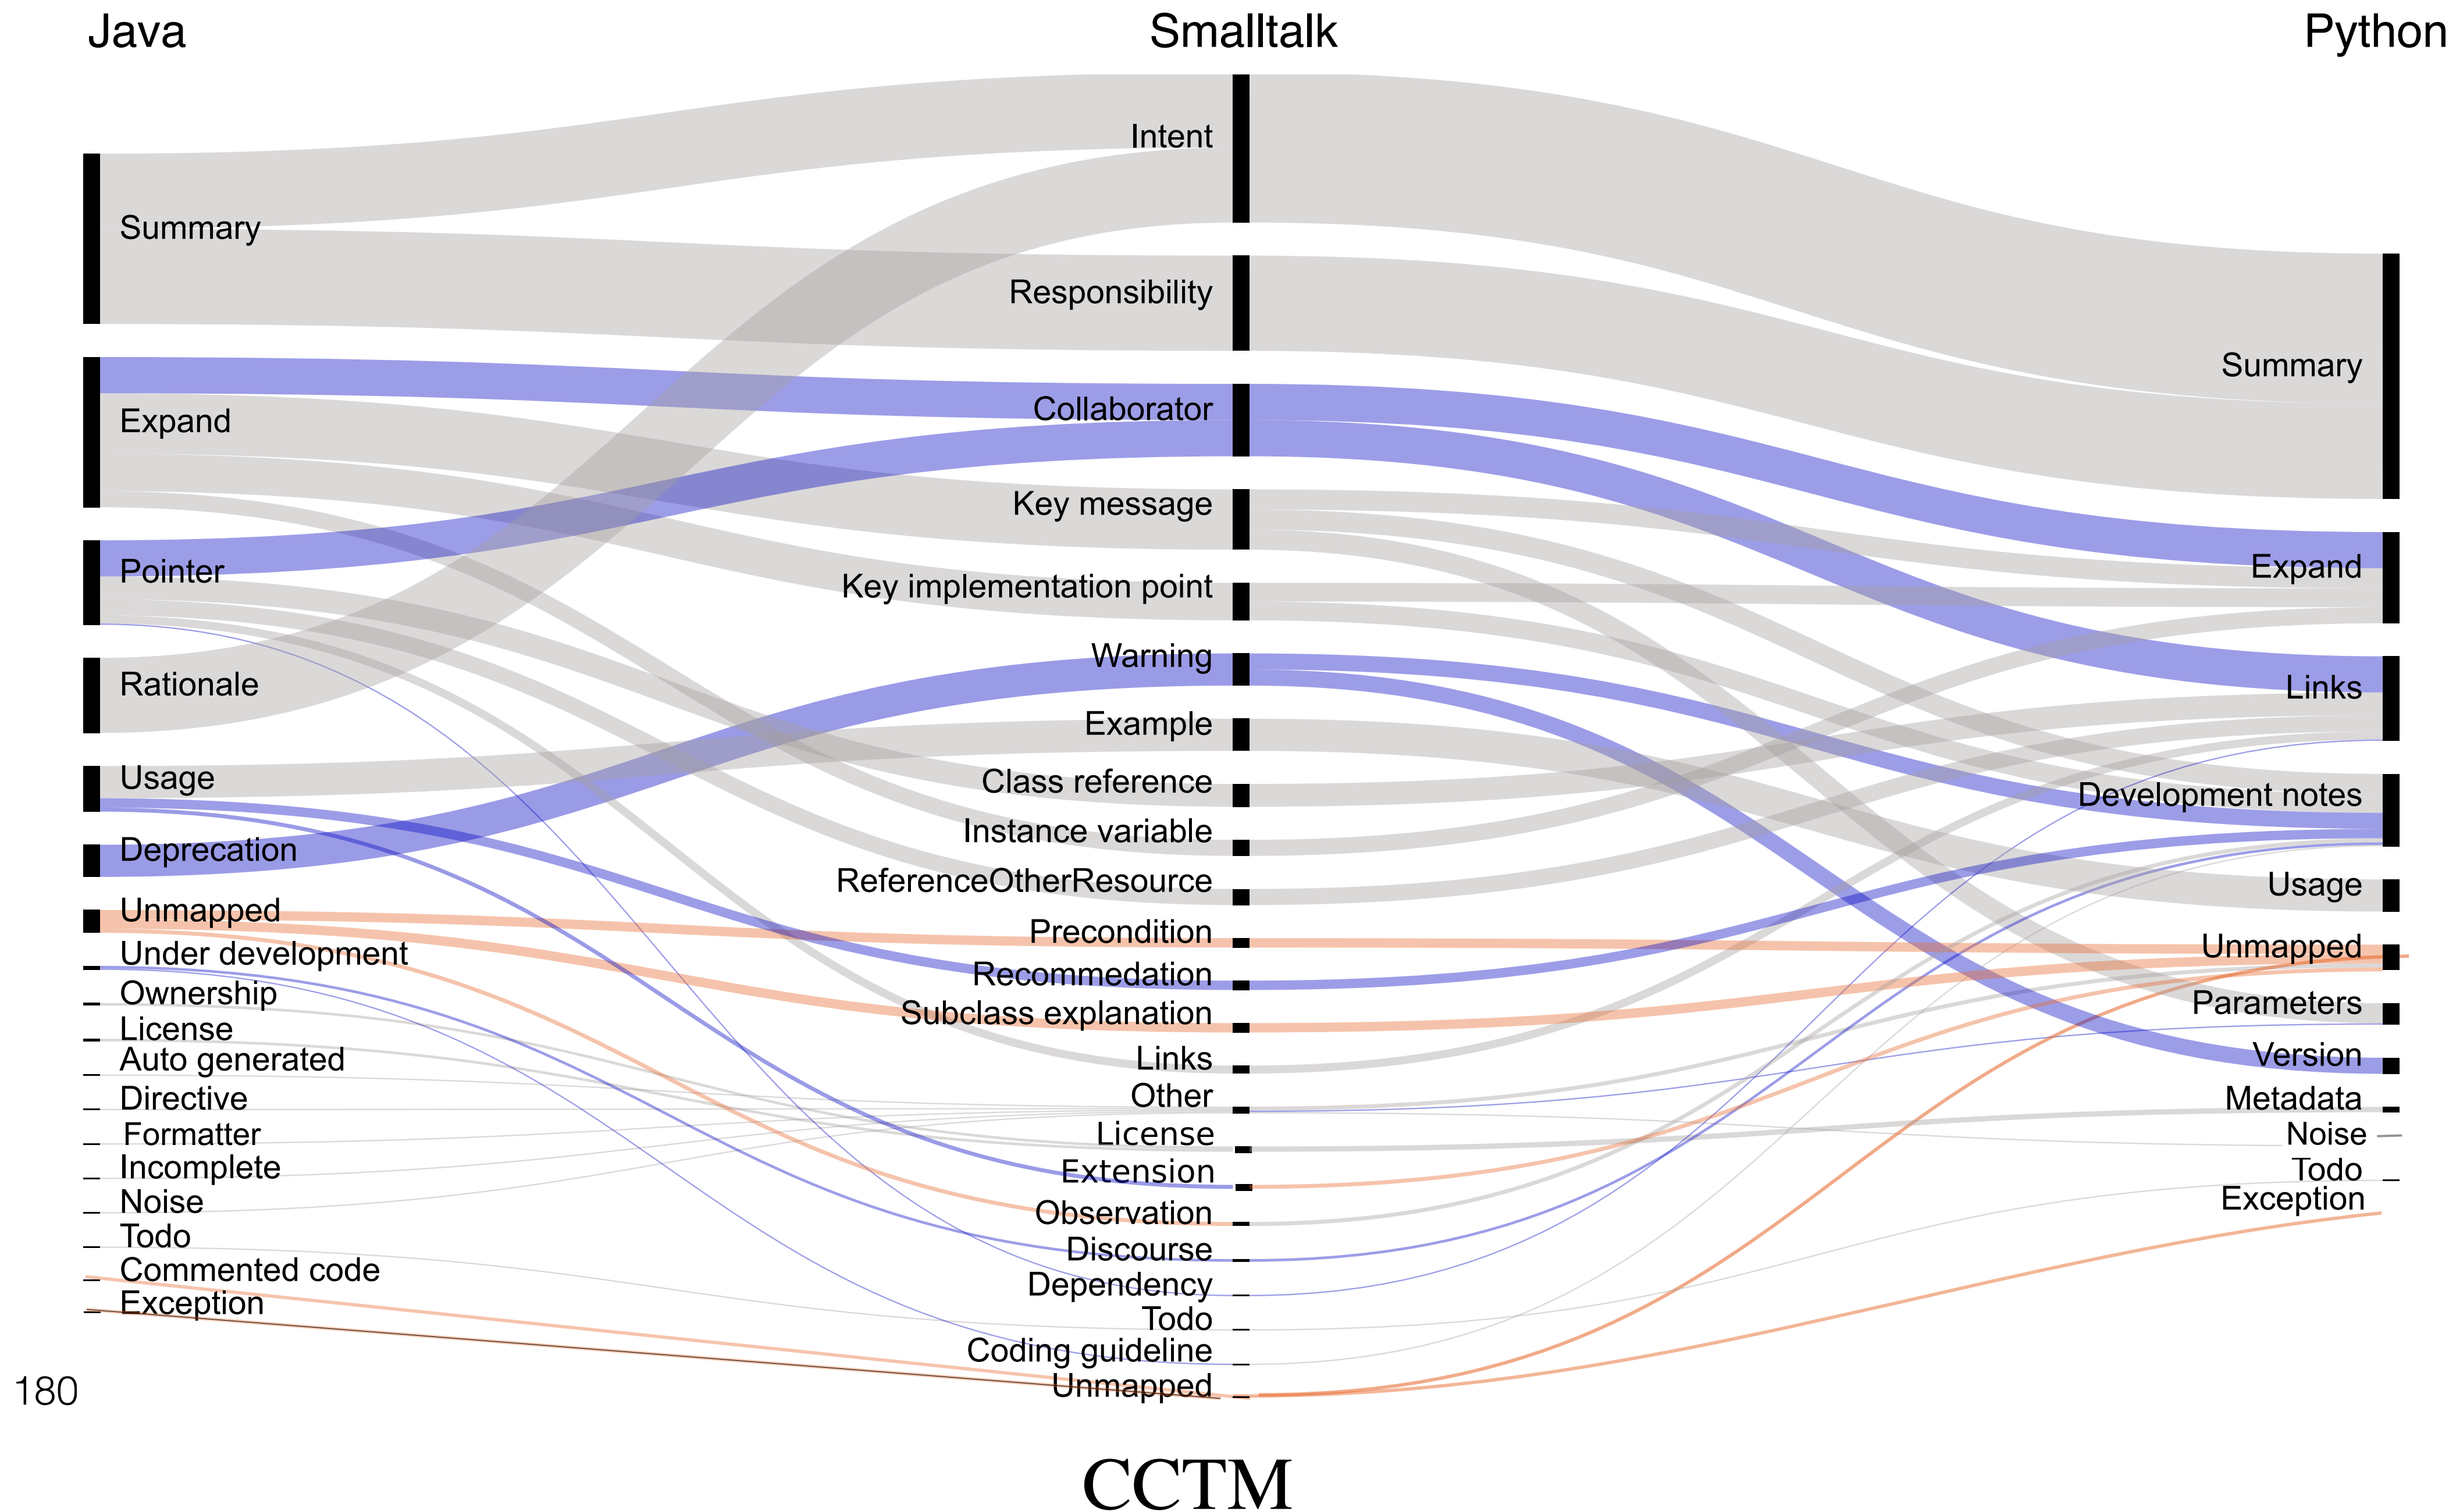 Java
Smalltalk
Python
Summary
Expand
Pointer
Rationale
Usage
Deprecation
Unmapped
Under development
Ownership
License
Auto generated
Directive
Formatter
Incomplete
Noise
Todo
Commented code
Exception
180
Intent
Responsibility
Collaborator
Key message
Key implementation point
Warning
Example
Class reference
Instance variable
ReferenceOtherResource
Precondition
Recommedation
Subclass explanation
Links
Other
License
Extension
Observation
Discourse
Dependency
Todo
Coding guideline
Unmapped
Summary
Expand
Links
Development notes
Usage
Unmapped
Parameters
Version
Metadata
Noise
Todo
Exception
CCTM